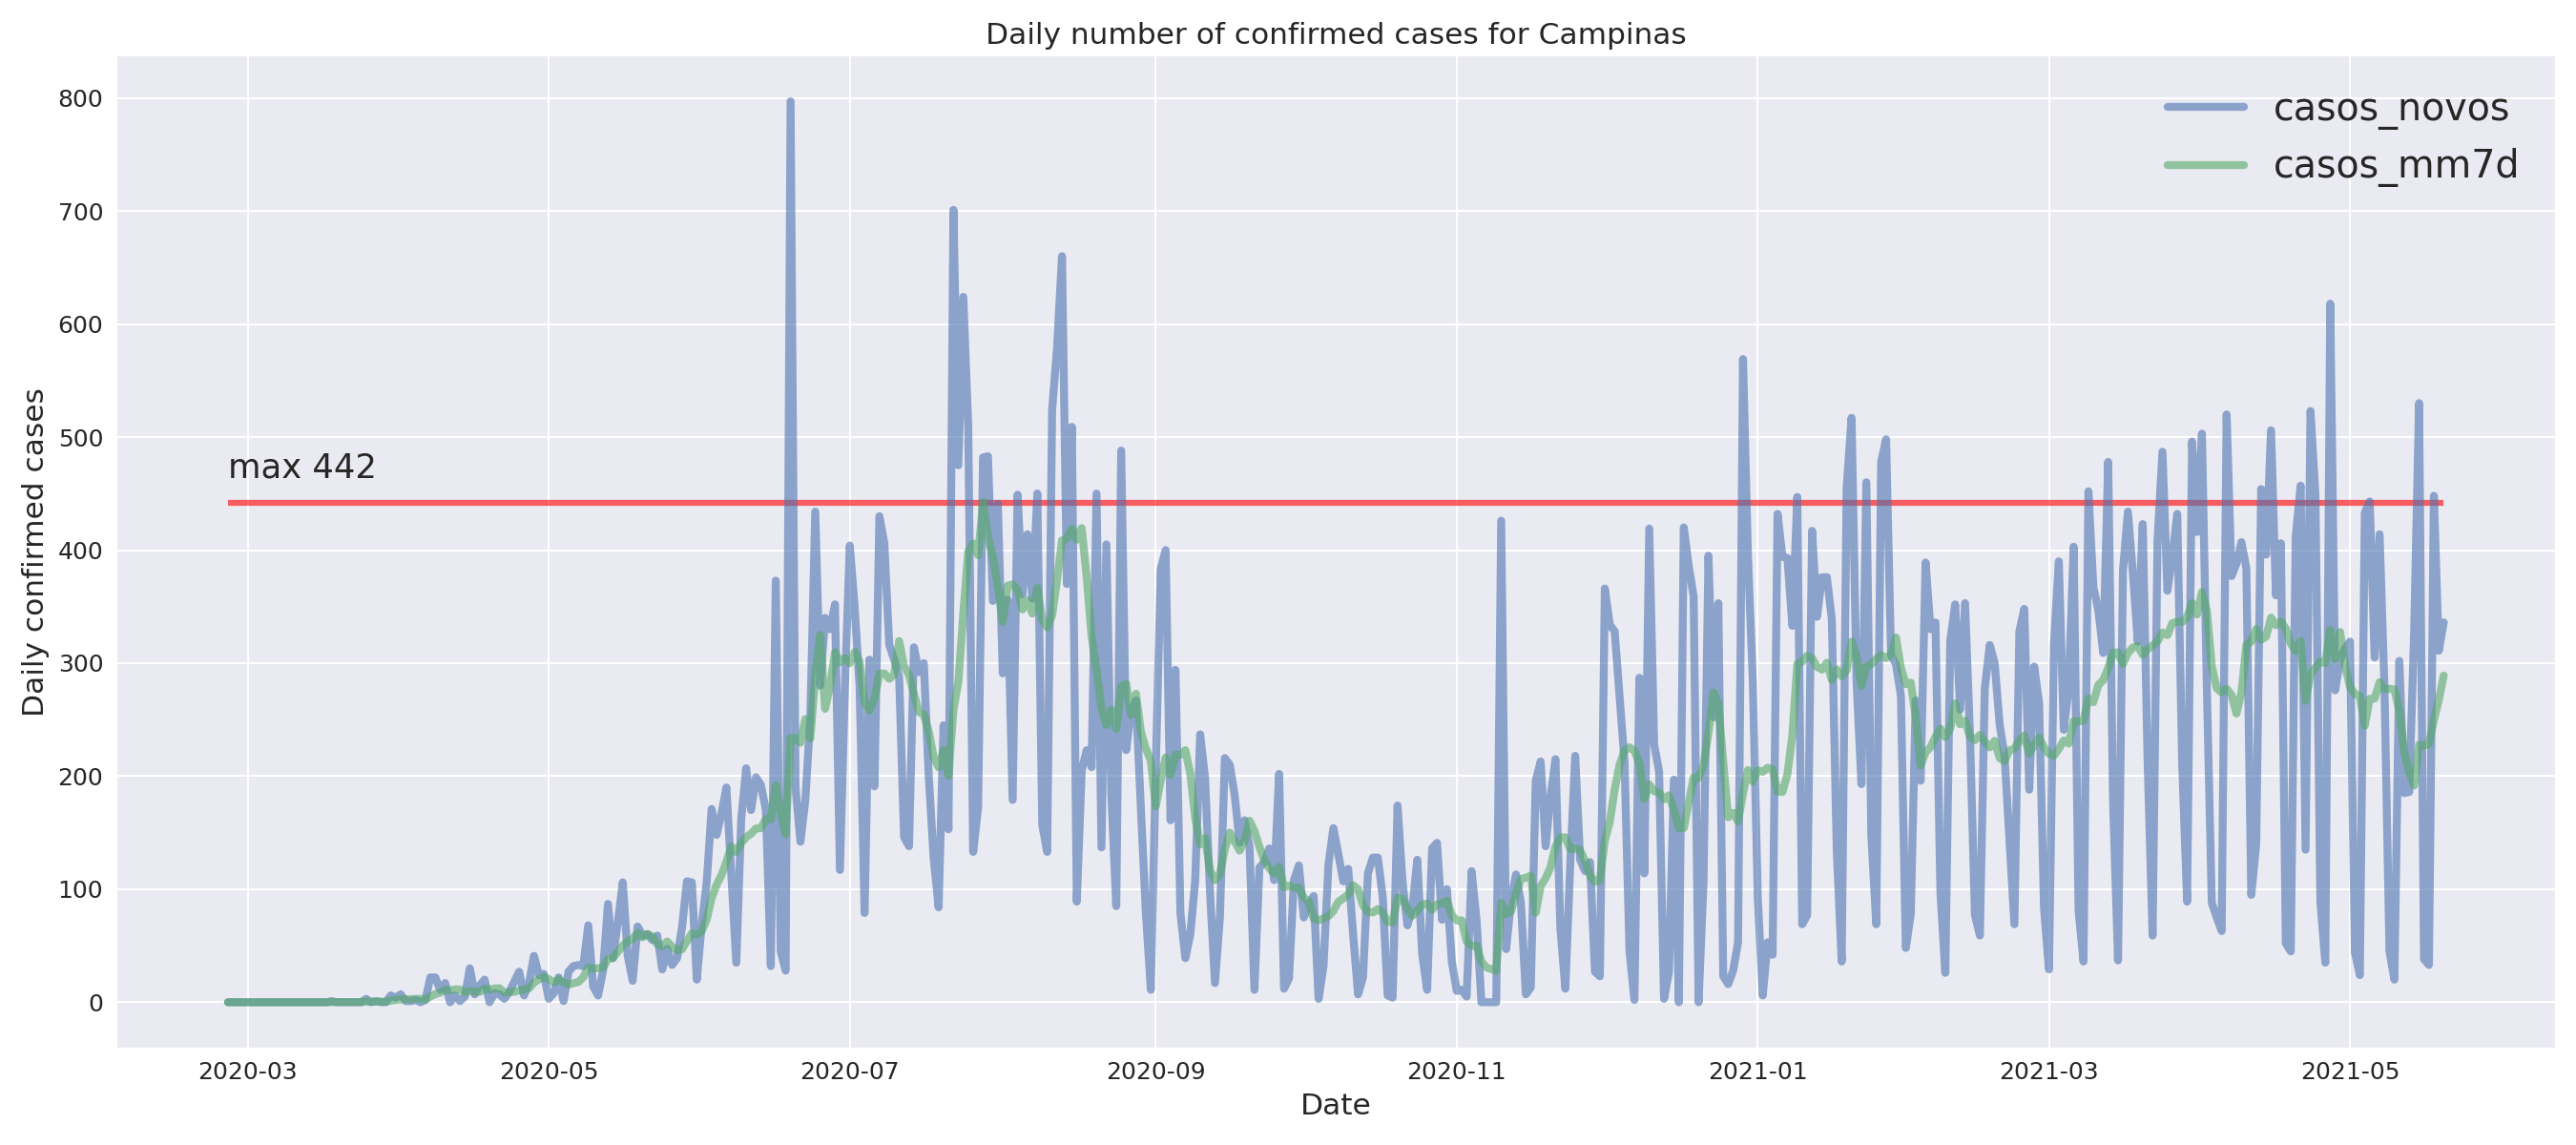 Daily number of confirmed cases for Campinas
casos_novos
casos_mm7d
max 442
Daily confirmed cases
800
700
600
500
400
300
200
100
0
2020-03 2020-05 2020-07 2020-09 2020-11 2021-01 2021-03 2021-05
Date